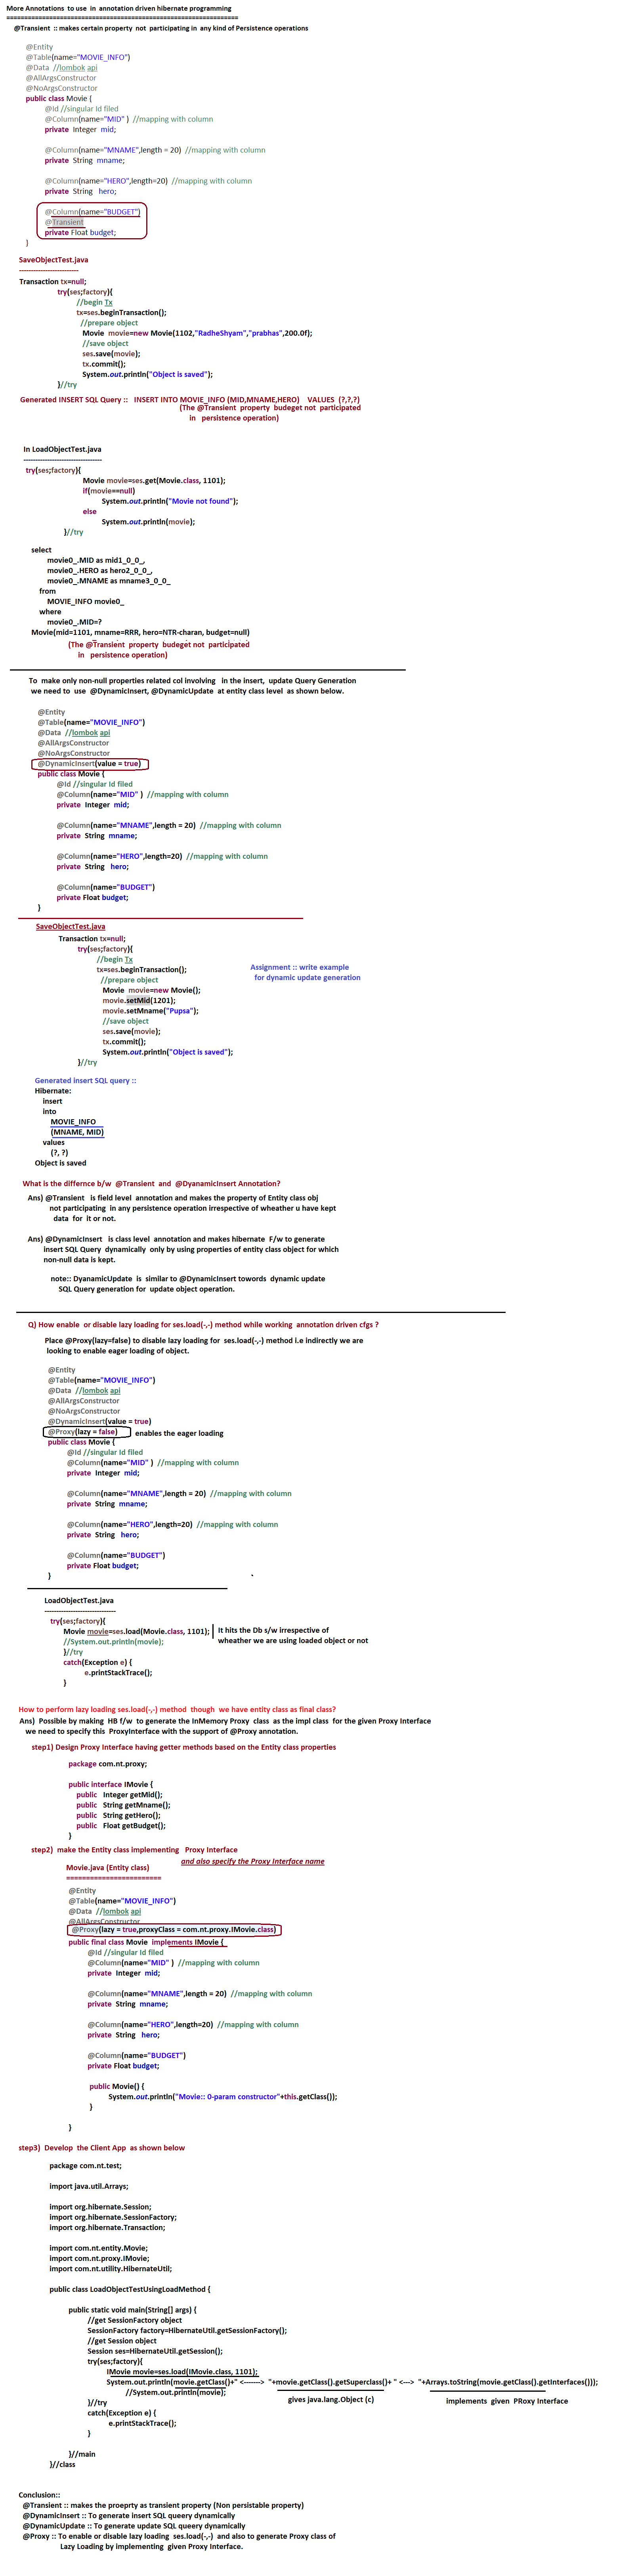 More Annotations to use in annotation driven hibernate programming
=================================================================
@Transient :: makes certain property not participating in any kind of Persistence operations
@Entity
@Table(name="MOVIE_INFO")
@Data //lombok api
@AllArgsConstructor
@NoArgsConstructor
public class Movie {
@Id //singular Id filed
@Column(name="MID" ) //mapping with column
private Integer mid;
@Column(name="MNAME",length = 20) //mapping with column
private String mname;
@Column(name="HERO",length=20) //mapping with column
private String hero;
@Column(name="BUDGET")
@Transient
private Float budget;
}
SaveObjectTest.java
-------------------------
Transaction tx=null;
try(ses;factory){
//begin Tx
tx=ses.beginTransaction();
//prepare object
Movie movie=new Movie(1102,"RadheShyam","prabhas",200.0f);
//save object
ses.save(movie);
tx.commit();
System.out.println("Object is saved");
}//try
Generated INSERT SQL Query :: INSERT INTO MOVIE_INFO (MID,MNAME,HERO) VALUES (?,?,?)
(The @Transient property budeget not participated
in persistence operation)
In LoadObjectTest.java
---------------------------------
try(ses;factory){
Movie movie=ses.get(Movie.class, 1101);
if(movie==null)
System.out.println("Movie not found");
else
System.out.println(movie);
}//try
select
movie0_.MID as mid1_0_0_,
movie0_.HERO as hero2_0_0_,
movie0_.MNAME as mname3_0_0_
from
MOVIE_INFO movie0_
where
movie0_.MID=?
Movie(mid=1101, mname=RRR, hero=NTR-charan, budget=null)
(The @Transient property budeget not participated
in persistence operation)
To make only non-null properties related col involving in the insert, update Query Generation
we need to use @DynamicInsert, @DynamicUpdate at entity class level as shown below.
@Entity
@Table(name="MOVIE_INFO")
@Data //lombok api
@AllArgsConstructor
@NoArgsConstructor
@DynamicInsert(value = true)
public class Movie {
@Id //singular Id filed
@Column(name="MID" ) //mapping with column
private Integer mid;
@Column(name="MNAME",length = 20) //mapping with column
private String mname;
@Column(name="HERO",length=20) //mapping with column
private String hero;
@Column(name="BUDGET")
private Float budget;
}
SaveObjectTest.java
Transaction tx=null;
try(ses;factory){
//begin Tx
tx=ses.beginTransaction();
//prepare object
Movie movie=new Movie();
movie.setMid(1201);
movie.setMname("Pupsa");
//save object
ses.save(movie);
tx.commit();
System.out.println("Object is saved");
}//try
Assignment :: write example
for dynamic update generation
Generated insert SQL query ::
Hibernate:
insert
into
MOVIE_INFO
(MNAME, MID)
values
(?, ?)
Object is saved
What is the differnce b/w @Transient and @DyanamicInsert Annotation?
Ans) @Transient is field level annotation and makes the property of Entity class obj
not participating in any persistence operation irrespective of wheather u have kept
data for it or not.
Ans) @DynamicInsert is class level annotation and makes hibernate F/w to generate
insert SQL Query dynamically only by using properties of entity class object for which
non-null data is kept.
note:: DyanamicUpdate is similar to @DynamicInsert towords dynamic update
SQL Query generation for update object operation.
Q) How enable or disable lazy loading for ses.load(-,-) method while working annotation driven cfgs ?
Place @Proxy(lazy=false) to disable lazy loading for ses.load(-,-) method i.e indirectly we are
looking to enable eager loading of object.
@Entity
@Table(name="MOVIE_INFO")
@Data //lombok api
@AllArgsConstructor
@NoArgsConstructor
@DynamicInsert(value = true)
@Proxy(lazy = false) enables the eager loading
public class Movie {
@Id //singular Id filed
@Column(name="MID" ) //mapping with column
private Integer mid;
@Column(name="MNAME",length = 20) //mapping with column
private String mname;
@Column(name="HERO",length=20) //mapping with column
private String hero;
@Column(name="BUDGET")
private Float budget;
}
LoadObjectTest.java
------------------------------
try(ses;factory){
Movie movie=ses.load(Movie.class, 1101); It hits the Db s/w irrespective of
//System.out.println(movie); wheather we are using loaded object or not
}//try
catch(Exception e) {
e.printStackTrace();
}
How to perform lazy loading ses.load(-,-) method though we have entity class as final class?
Ans) Possible by making HB f/w to generate the InMemory Proxy class as the impl class for the given Proxy Interface
we need to specify this ProxyInterface with the support of @Proxy annotation.
step1) Design Proxy Interface having getter methods based on the Entity class properties
package com.nt.proxy;
public interface IMovie {
public Integer getMid();
public String getMname();
public String getHero();
public Float getBudget();
}
step2) make the Entity class implementing Proxy Interface
and also specify the Proxy Interface name
Movie.java (Entity class)
========================
@Entity
@Table(name="MOVIE_INFO")
@Data //lombok api
@AllArgsConstructor
@Proxy(lazy = true,proxyClass = com.nt.proxy.IMovie.class)
public final class Movie implements IMovie {
@Id //singular Id filed
@Column(name="MID" ) //mapping with column
private Integer mid;
@Column(name="MNAME",length = 20) //mapping with column
private String mname;
@Column(name="HERO",length=20) //mapping with column
private String hero;
@Column(name="BUDGET")
private Float budget;
public Movie() {
System.out.println("Movie:: 0-param constructor"+this.getClass());
}
}
step3) Develop the Client App as shown below
package com.nt.test;
import java.util.Arrays;
import org.hibernate.Session;
import org.hibernate.SessionFactory;
import org.hibernate.Transaction;
import com.nt.entity.Movie;
import com.nt.proxy.IMovie;
import com.nt.utility.HibernateUtil;
public class LoadObjectTestUsingLoadMethod {
public static void main(String[] args) {
//get SessionFactory object
SessionFactory factory=HibernateUtil.getSessionFactory();
//get Session object
Session ses=HibernateUtil.getSession();
try(ses;factory){
IMovie movie=ses.load(IMovie.class, 1101);
System.out.println(movie.getClass()+" <-------> "+movie.getClass().getSuperclass()+ " <---> "+Arrays.toString(movie.getClass().getInterfaces()));
//System.out.println(movie);
gives java.lang.Object (c) implements given PRoxy Interface
}//try
catch(Exception e) {
e.printStackTrace();
}
}//main
}//class
Conclusion::
@Transient :: makes the proeprty as transient property (Non persistable property)
@DynamicInsert :: To generate insert SQL queery dynamically
@DynamicUpdate :: To generate update SQL queery dynamically
@Proxy :: To enable or disable lazy loading ses.load(-,-) and also to generate Proxy class of
Lazy Loading by implementing given Proxy Interface.